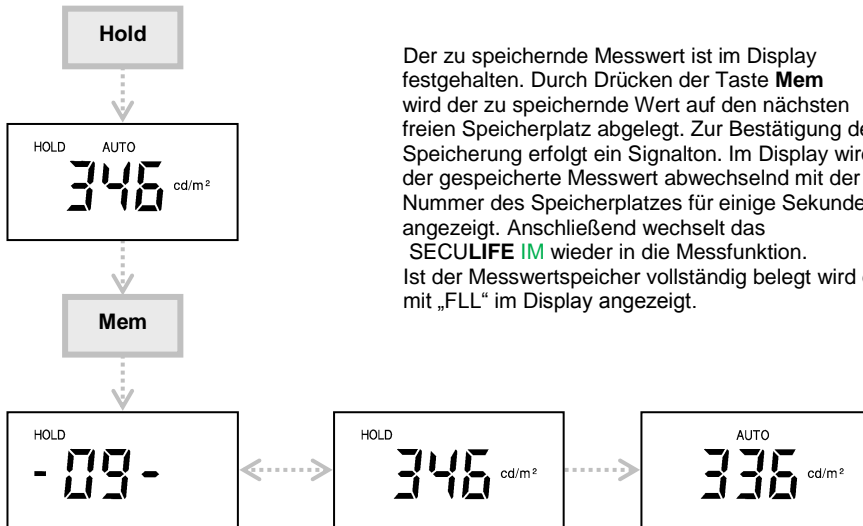 Hold
Der zu speichernde Messwert ist im Display
festgehalten. Durch Drücken der Taste Mem
wird der zu speichernde Wert auf den nächsten
freien Speicherplatz abgelegt. Zur Bestätigung
Speicherung erfolgt ein Signalton. Im Display
der gespeicherte Messwert abwechselnd mit der
Nummer des Speicherplatzes für einige
angezeigt. Anschließend wechselt das
SECULIFE IM wieder in die Messfunktion.
Ist der Messwertspeicher vollständig belegt wird
mit „FLL“ im Display angezeigt.
HOLD AUTO
346 cd/m²
Mem
HOLD
-09-
HOLD
346 cd/m²
AUTO
336 cd/m²